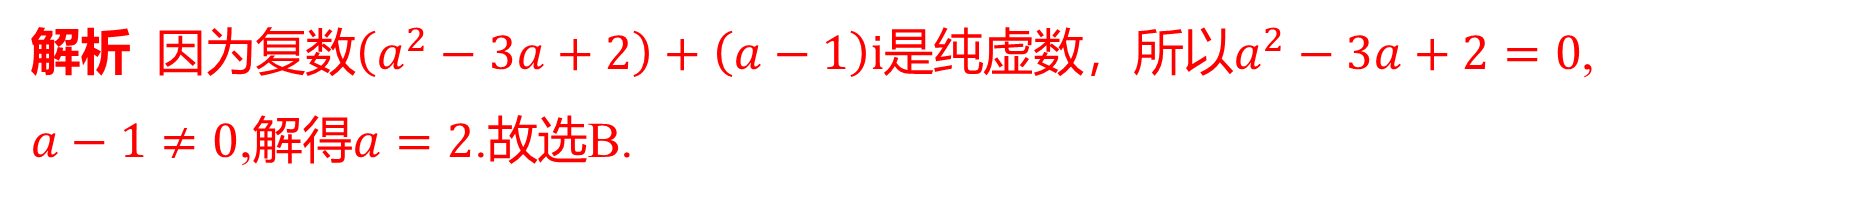 解析 因为复数(a² − 3a + 2) + (a − 1)i是纯虚数，所以a² − 3a + 2 = 0,
a − 1 ≠ 0,解得a = 2.故选B.